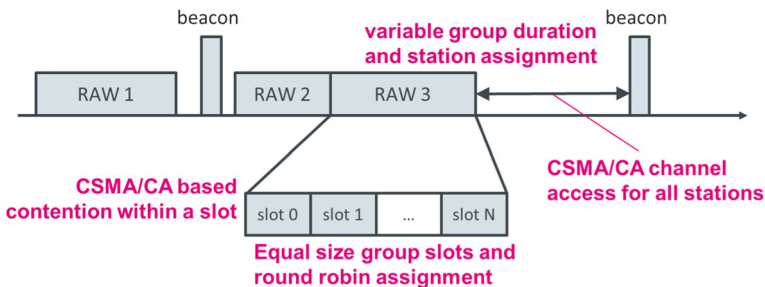 beacon
variable group duration
and station assignment
beacon
RAW 1
RAW 2
RAW 3
CSMA/CA based
contention within a slot
CSMA/CA channel
access for all stations
slot 0
slot 1
...
slot N
Equal size group slots and
round robin assignment